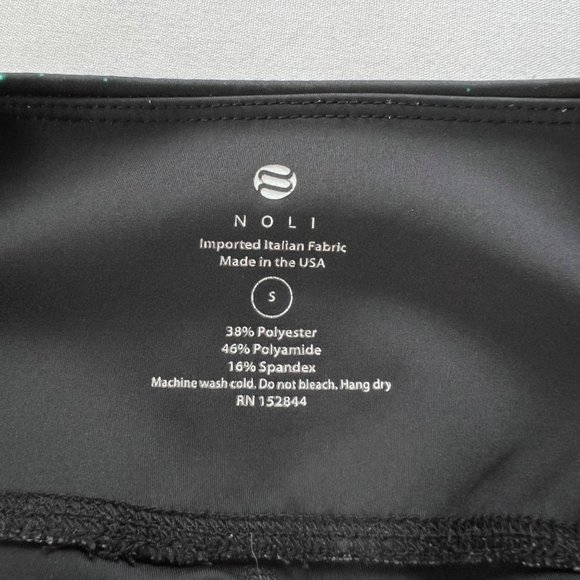 NOLI
Imported Italian Fabric
Made in the USA
S
38% Polyester
46% Polyamide
16% Spandex
Machine wash cold. Do not bleach. Hang dry
RN 152844